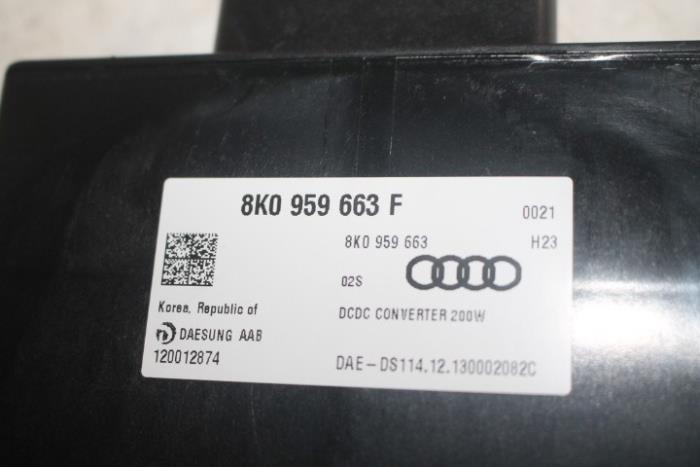 8K0 959 663 F
0021
8K0 959 663
H23
02S
Korea, Republic of
DCDC CONVERTER 200W
DAESUNG AAB
120012874
DAE-DS114.12.130002082C